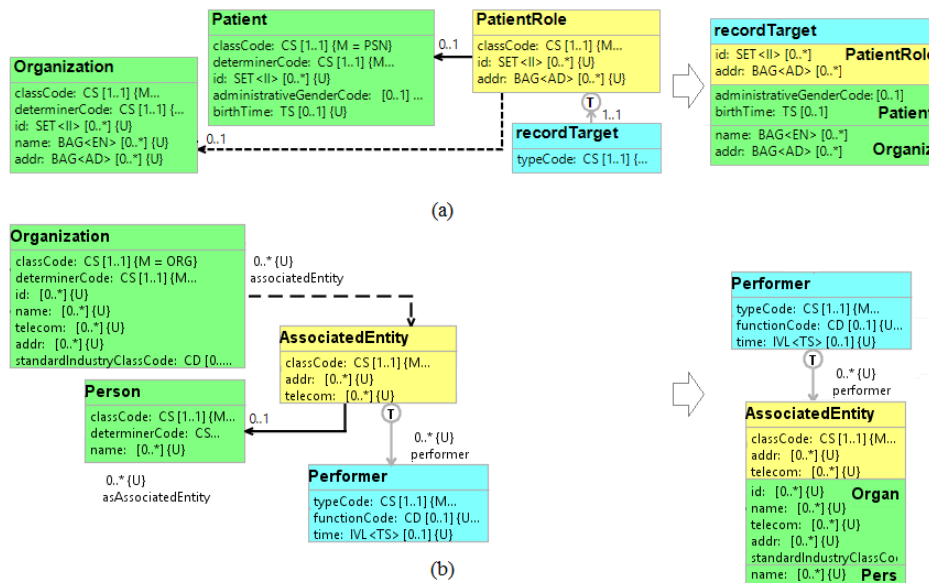 Patient
classCode: CS [1..1] {M = PSN}
determinerCode: CS [1..1] {M...
id: SET<II> [0..*] {U}
administrativeGenderCode: [0..1] ...
birthTime: TS [0..1] {U}
0..1
PatientRole
classCode: CS [1..1] {M...
id: SET<II> [0..*] {U}
addr: BAG<AD> [0..*] {U}
Organization
classCode: CS [1..1] {M...
determinerCode: CS [1..1] {...
id: SET<II> [0..*] {U}
name: BAG<EN> [0..*] {U}
addr: BAG<AD> [0..*] {U}
0..1
T
1..1
recordTarget
typeCode: CS [1..1] {...
recordTarget
id: SET<II> [0..*]
PatientRole
addr: BAG<AD> [0..*]
administrativeGenderCode: [0..1]
birthTime: TS [0..1]
Patient
name: BAG<EN> [0..*]
addr: BAG<AD> [0..*]
Organiz
(a)
Organization
classCode: CS [1..1] {M = ORG}
determinerCode: CS [1..1] {M...
id: [0..*] {U}
name: [0..*] {U}
telecom: [0..*] {U}
addr: [0..*] {U}
standardIndustryClassCode: CD [0.....
0..* {U}
associatedEntity
AssociatedEntity
classCode: CS [1..1] {M...
addr: [0..*] {U}
telecom: [0..*] {U}
Person
classCode: CS [1..1] {M...
determinerCode: CS...
name: [0..*] {U}
0..1
T
0..* {U}
performer
0..* {U}
asAssociatedEntity
Performer
typeCode: CS [1..1] {M...
functionCode: CD [0..1] {U...
time: IVL<TS> [0..1] {U}
Performer
typeCode: CS [1..1] {M...
functionCode: CD [0..1] {U...
time: IVL<TS> [0..1] {U}
T
0..* {U}
performer
AssociatedEntity
classCode: CS [1..1] {M...
addr: [0..*] {U}
telecom: [0..*] {U}
id: [0..*] {U}
Organ
name: [0..*] {U}
telecom: [0..*] {U}
addr: [0..*] {U}
standardIndustryClassCo
name: [0..*] {U}
Pers
(b)